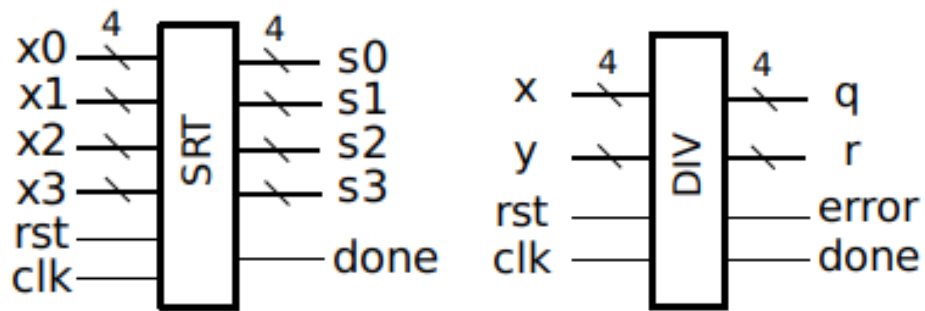 4
4
x0
s0
x1
s1
x2
s2
x3
s3
rst
clk
done
SRT
4
4
x
q
y
r
rst
error
clk
done
DIV